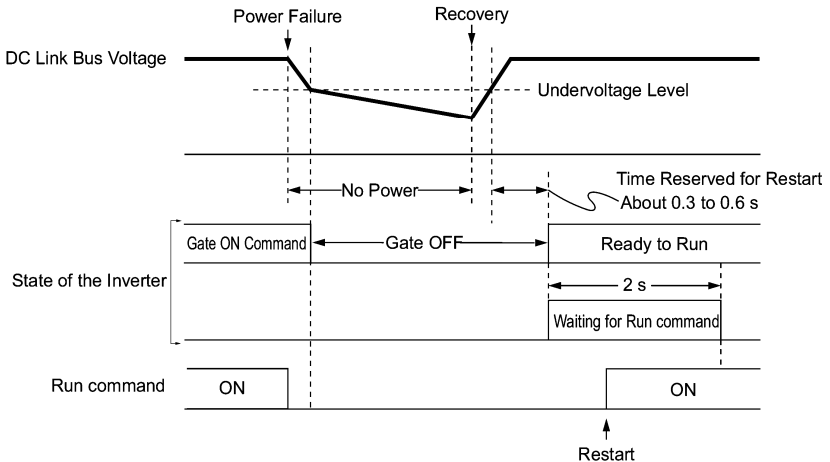 Power Failure
Recovery
DC Link Bus Voltage
Undervoltage Level
No Power
Time Reserved for Restart
About 0.3 to 0.6 s
Gate ON Command
Gate OFF
Ready to Run
State of the Inverter
2 s
Waiting for Run command
Run command
ON
ON
Restart